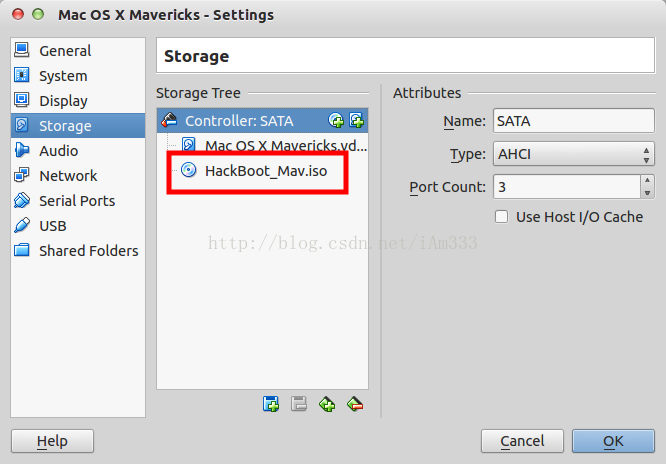 Mac OS X Mavericks - Settings
General
System
Display
Storage
Audio
Network
Serial Ports
USB
Shared Folders
Storage
Storage Tree
Controller: SATA
Mac OS X Mavericks.vd...
HackBoot_Mav.iso
Attributes
Name: SATA
Type: AHCI
Port Count: 3
Use Host I/O Cache
http://blog.csdn.net/iAm333
Help
Cancel
OK